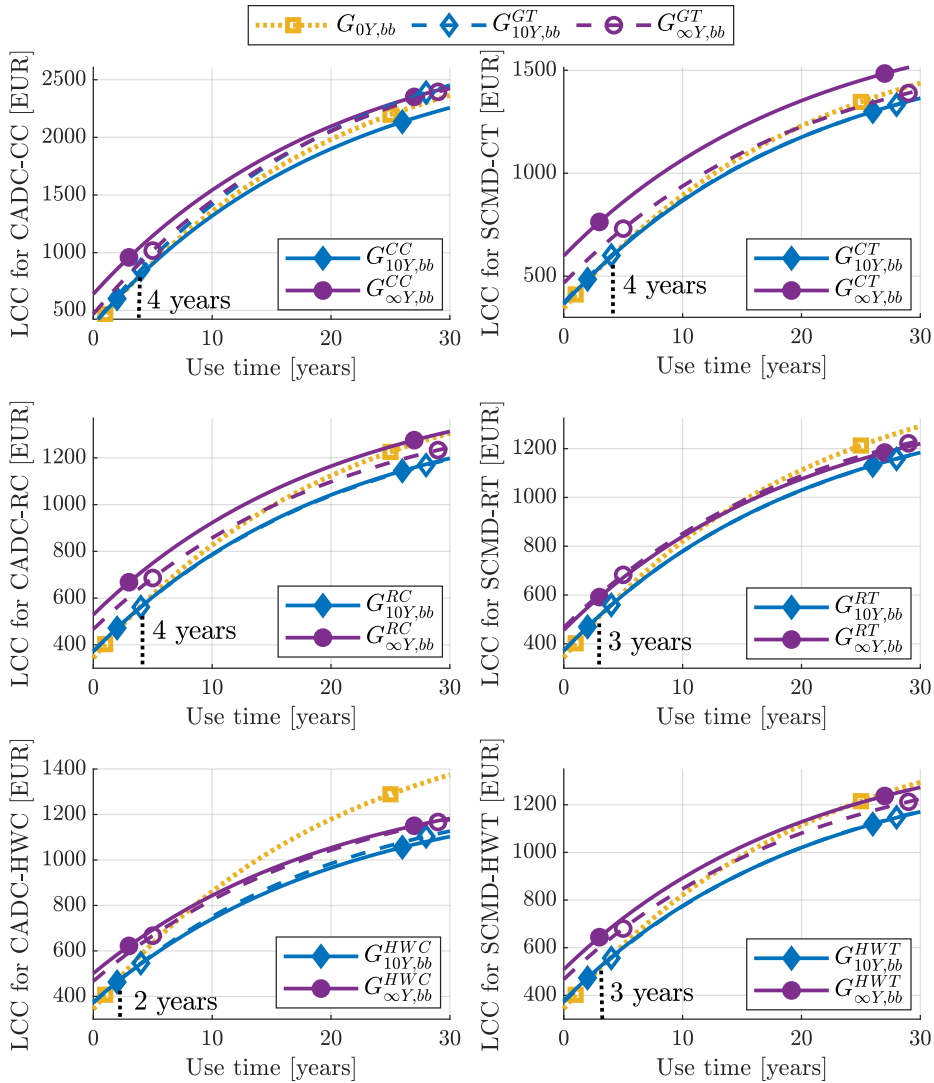 G_{0Y,bb} G^{GT}_{10Y,bb} G^{GT}_{∞Y,bb}
LCC for CADC-CC [EUR]
2500
2000
1500
1000
500
0 10 20 30
Use time [years]
4 years
G^{CC}_{10Y,bb}
G^{CC}_{∞Y,bb}
LCC for SCMD-CT [EUR]
1500
1000
500
0 10 20 30
Use time [years]
4 years
G^{CT}_{10Y,bb}
G^{CT}_{∞Y,bb}
LCC for CADC-RC [EUR]
1200
1000
800
600
400
0 10 20 30
Use time [years]
4 years
G^{RC}_{10Y,bb}
G^{RC}_{∞Y,bb}
LCC for SCMD-RT [EUR]
1200
1000
800
600
400
0 10 20 30
Use time [years]
3 years
G^{RT}_{10Y,bb}
G^{RT}_{∞Y,bb}
LCC for CADC-HWC [EUR]
1400
1200
1000
800
600
400
0 10 20 30
Use time [years]
2 years
G^{HWC}_{10Y,bb}
G^{HWC}_{∞Y,bb}
LCC for SCMD-HWT [EUR]
1200
1000
800
600
400
0 10 20 30
Use time [years]
3 years
G^{HWT}_{10Y,bb}
G^{HWT}_{∞Y,bb}